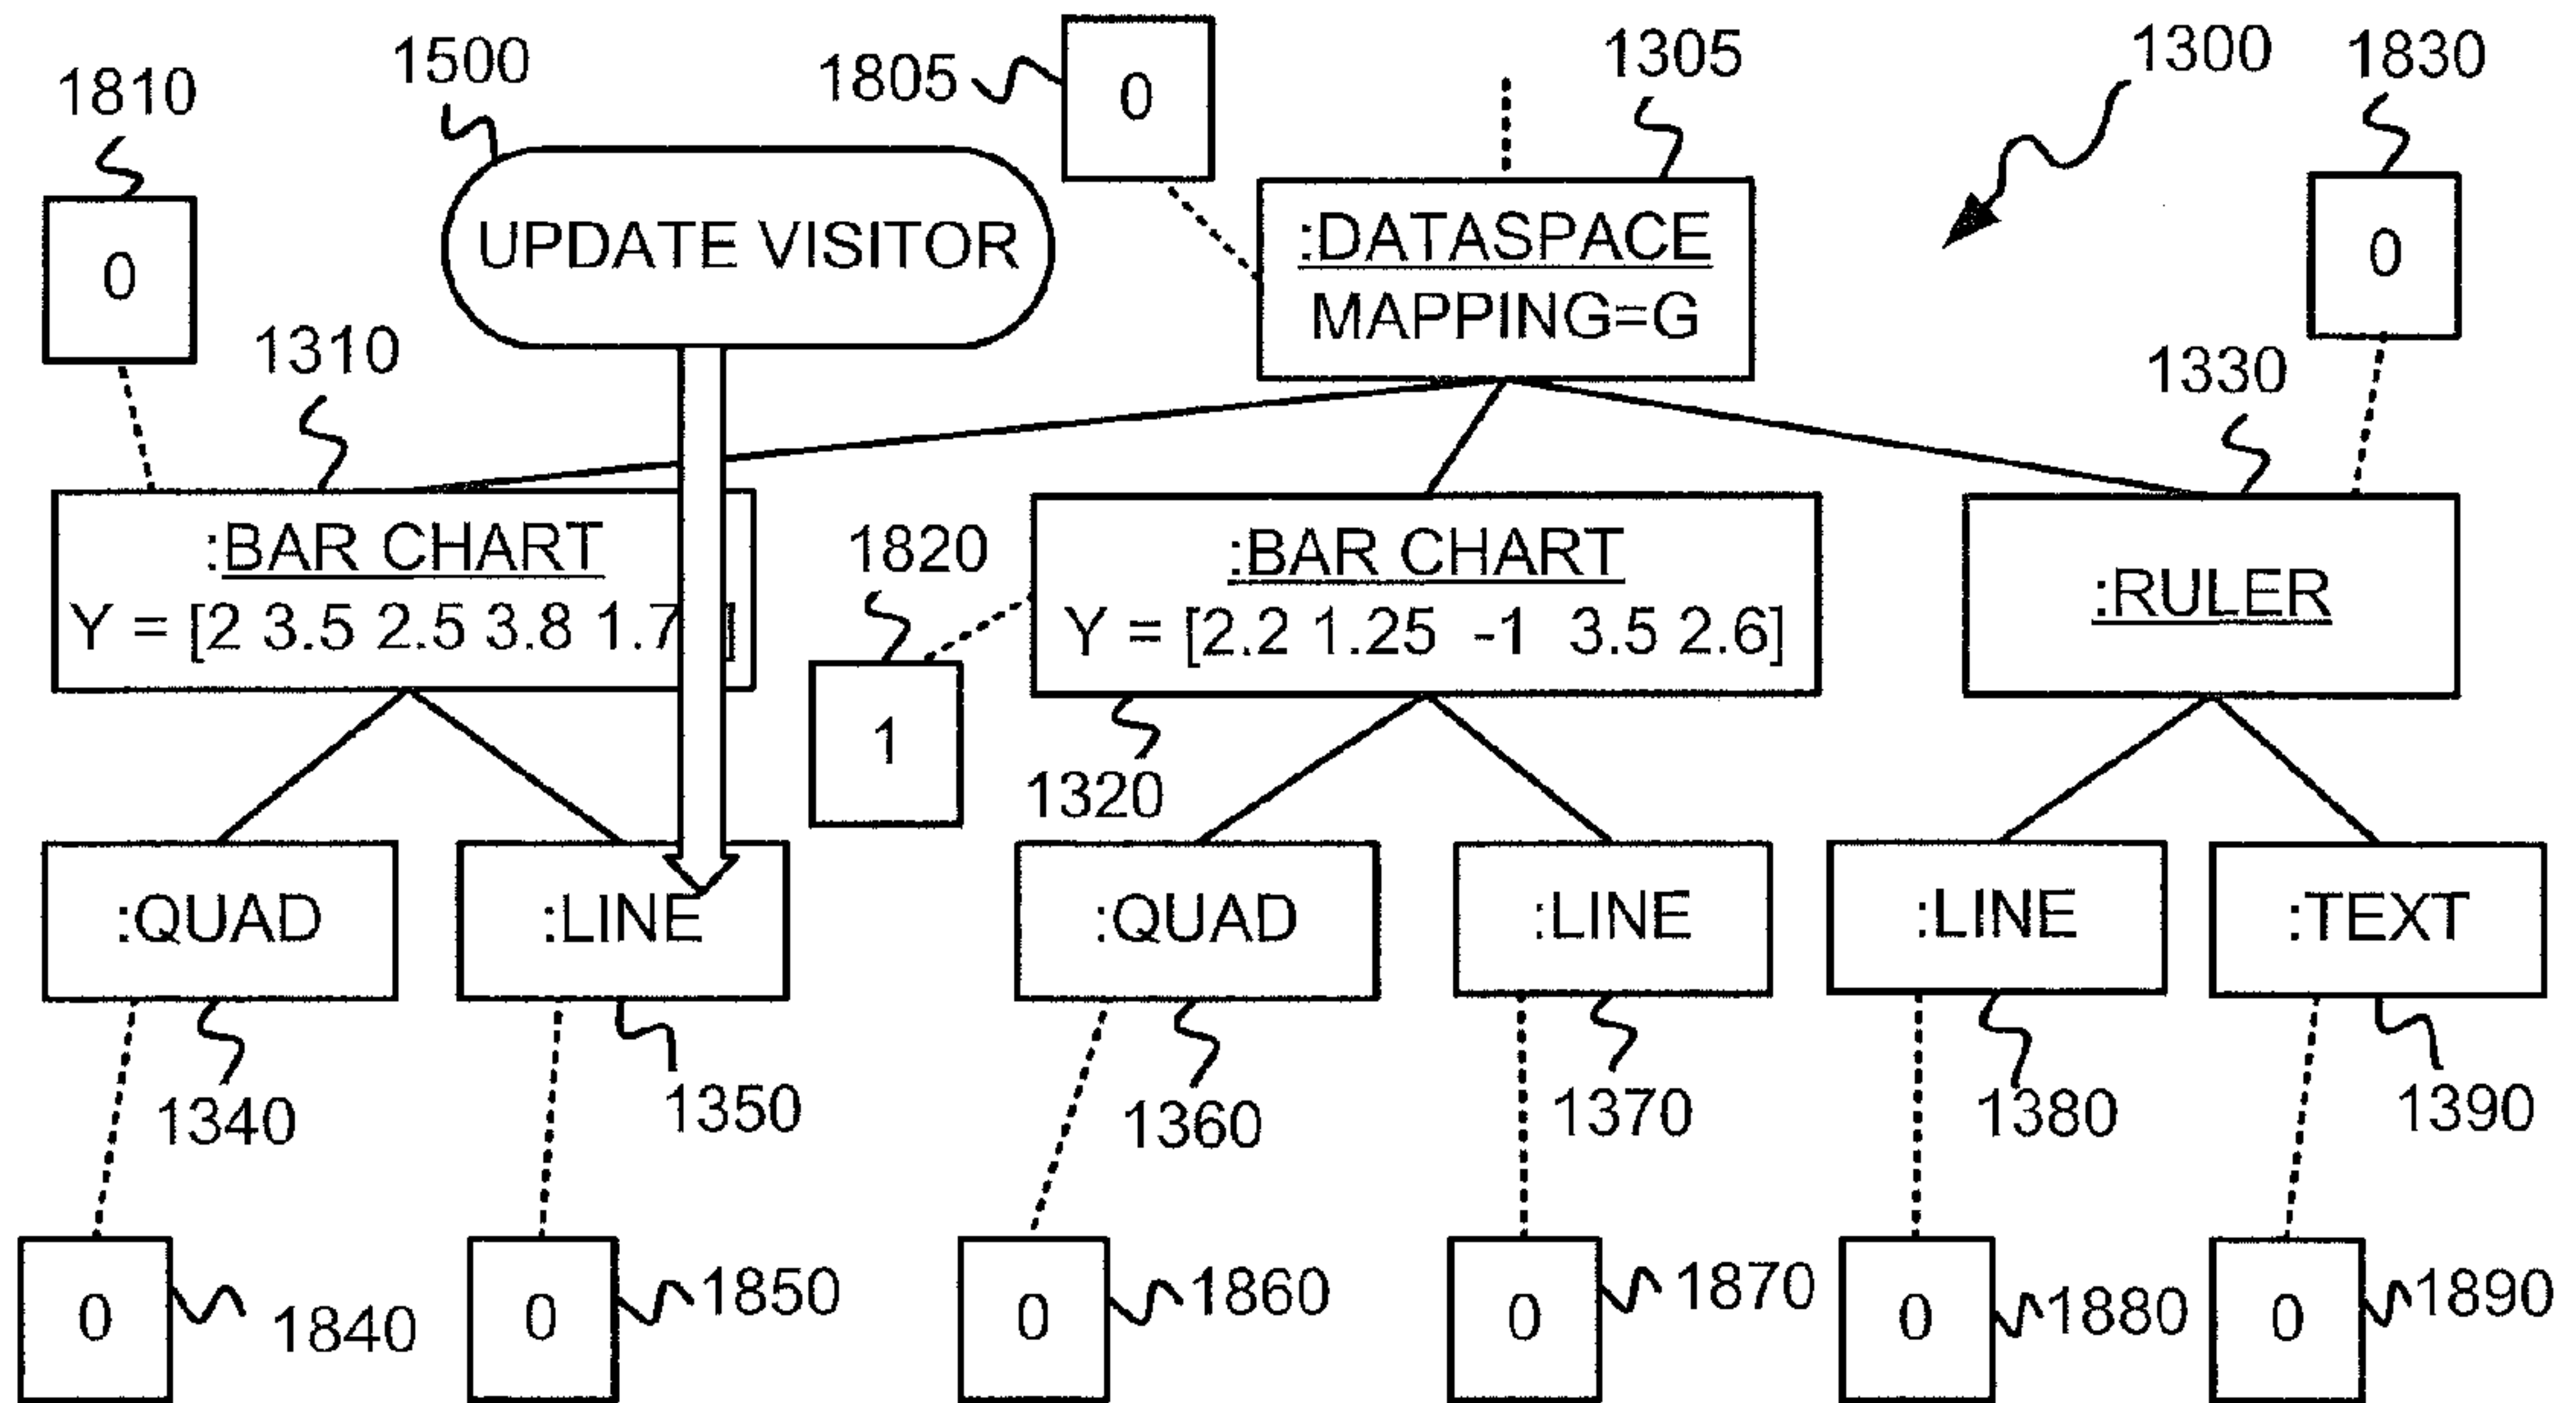 1810
1500
1805
0
1305
1300
1830
0
UPDATE VISITOR
:DATASPACE
MAPPING=G
0
1310
1330
:BAR CHART
Y = [2 3.5 2.5 3.8 1.7 ]
1820
1
:BAR CHART
Y = [2.2 1.25 -1 3.5 2.6]
1320
:RULER
:QUAD
:LINE
:QUAD
:LINE
:LINE
:TEXT
1340
1350
1360
1370
1380
1390
0
1840
0
1850
0
1860
0
1870
0
1880
0
1890